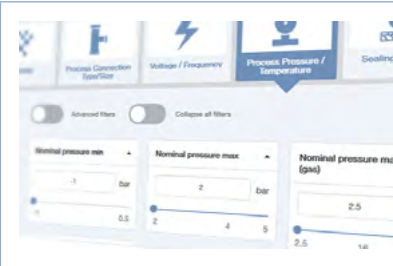 Process Connection
Type/Size
Voltage / Frequency
Process Pressure /
Temperature
Sealing
Advanced filters
Collapse all filters
Nominal pressure min
Nominal pressure max
Nominal pressure ma
(gas)
-1
bar
2
bar
2.5
-1
0.5
2
4
5
2.5
16